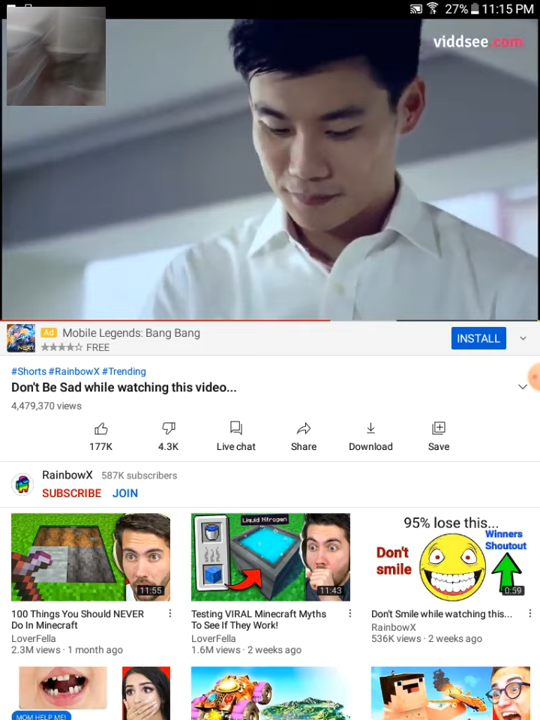 27% 11:15 PM
viddsee.com
Ad Mobile Legends: Bang Bang
FREE
INSTALL
#Shorts #RainbowX #Trending
Don't Be Sad while watching this video...
4,479,370 views
177K
4.3K
Live chat
Share
Download
Save
RainbowX 587K subscribers
SUBSCRIBE JOIN
11:55
100 Things You Should NEVER
Do In Minecraft
LoverFella
2.3M views · 1 month ago
Liquid Nitrogen
11:43
Testing VIRAL Minecraft Myths
To See If They Work!
LoverFella
1.6M views · 2 weeks ago
95% lose this...
Don't
smile
Winners
Shoutout
0:59
Don't Smile while watching this...
RainbowX
536K views · 2 weeks ago
MOM HELP ME!